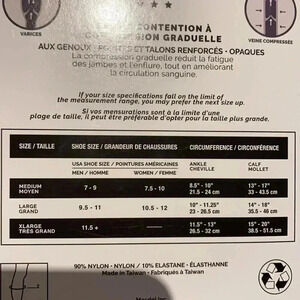 VARICES
VEINE COMPRESSÉE
CONTENTION À
COMPRESSION GRADUELLE
AUX GENOUX • POINTES ET TALONS RENFORCÉS • OPAQUES
La compression graduelle réduit la fatigue
des jambes et l'enflure, tout en améliorant
la circulation sanguine.
If your size specifications fall on the limit of
the measurement range, you may prefer the next size up.
Si vos mensurations sont à la limite d'une
plage de taille, il peut être préférable d'opter pour la taille plus grande.
SIZE / TAILLE SHOE SIZE / GRANDEUR DE CHAUSSURES CIRCUMFERENCE / CIRCONFÉRENCE
USA SHOE SIZE / POINTURES AMÉRICAINES ANKLE CALF
MEN / HOMME WOMEN / FEMME CHEVILLE MOLLET
MEDIUM 7 - 9 7.5 - 10 8.5" - 10" 13" - 17"
MOYEN 21.5 - 24 cm 33 - 43.5 cm
LARGE 9.5 - 11 10.5 - 12 10" - 11.25" 14" - 18"
GRAND 23 - 26.5 cm 35.5 - 46 cm
XLARGE 11.5 + 11.5" - 13" 15" - 20"
TRÈS GRAND 26.5 - 32 cm 38.5 - 51.5 cm
90% NYLON - NYLON / 10% ELASTANE - ÉLASTHANNE
Made in Taiwan - Fabriqués à Taïwan